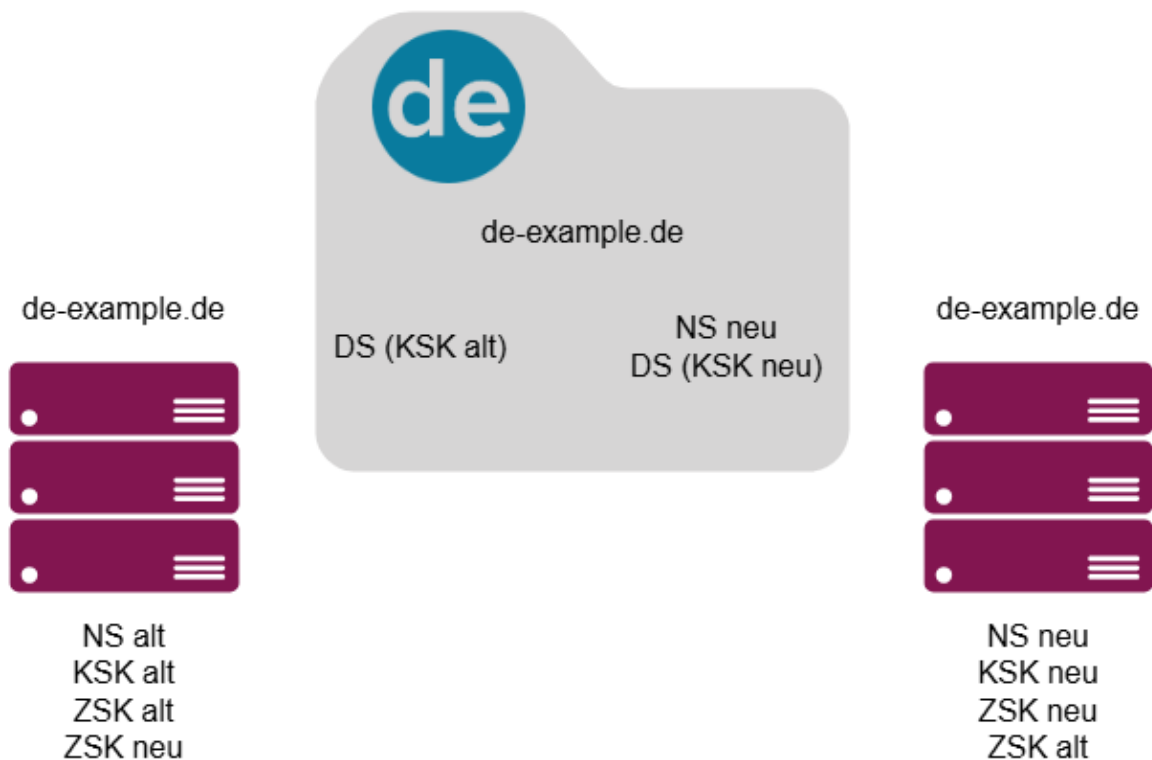 de
de-example.de
DS (KSK alt)
NS neu
DS (KSK neu)
de-example.de
NS alt
KSK alt
ZSK alt
ZSK neu
de-example.de
NS neu
KSK neu
ZSK neu
ZSK alt